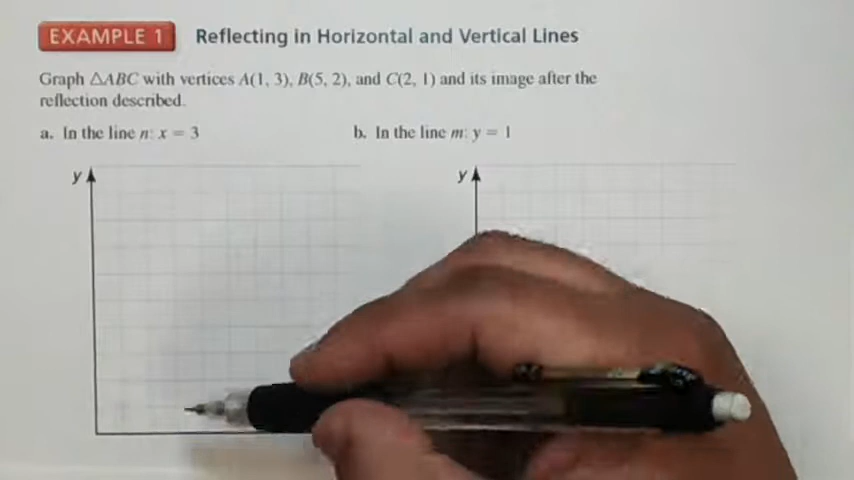 EXAMPLE 1 Reflecting in Horizontal and Vertical Lines
Graph △ABC with vertices A(1, 3), B(5, 2), and C(2, 1) and its image after the
reflection described.
a. In the line n: x = 3 b. In the line m: y = 1
y y